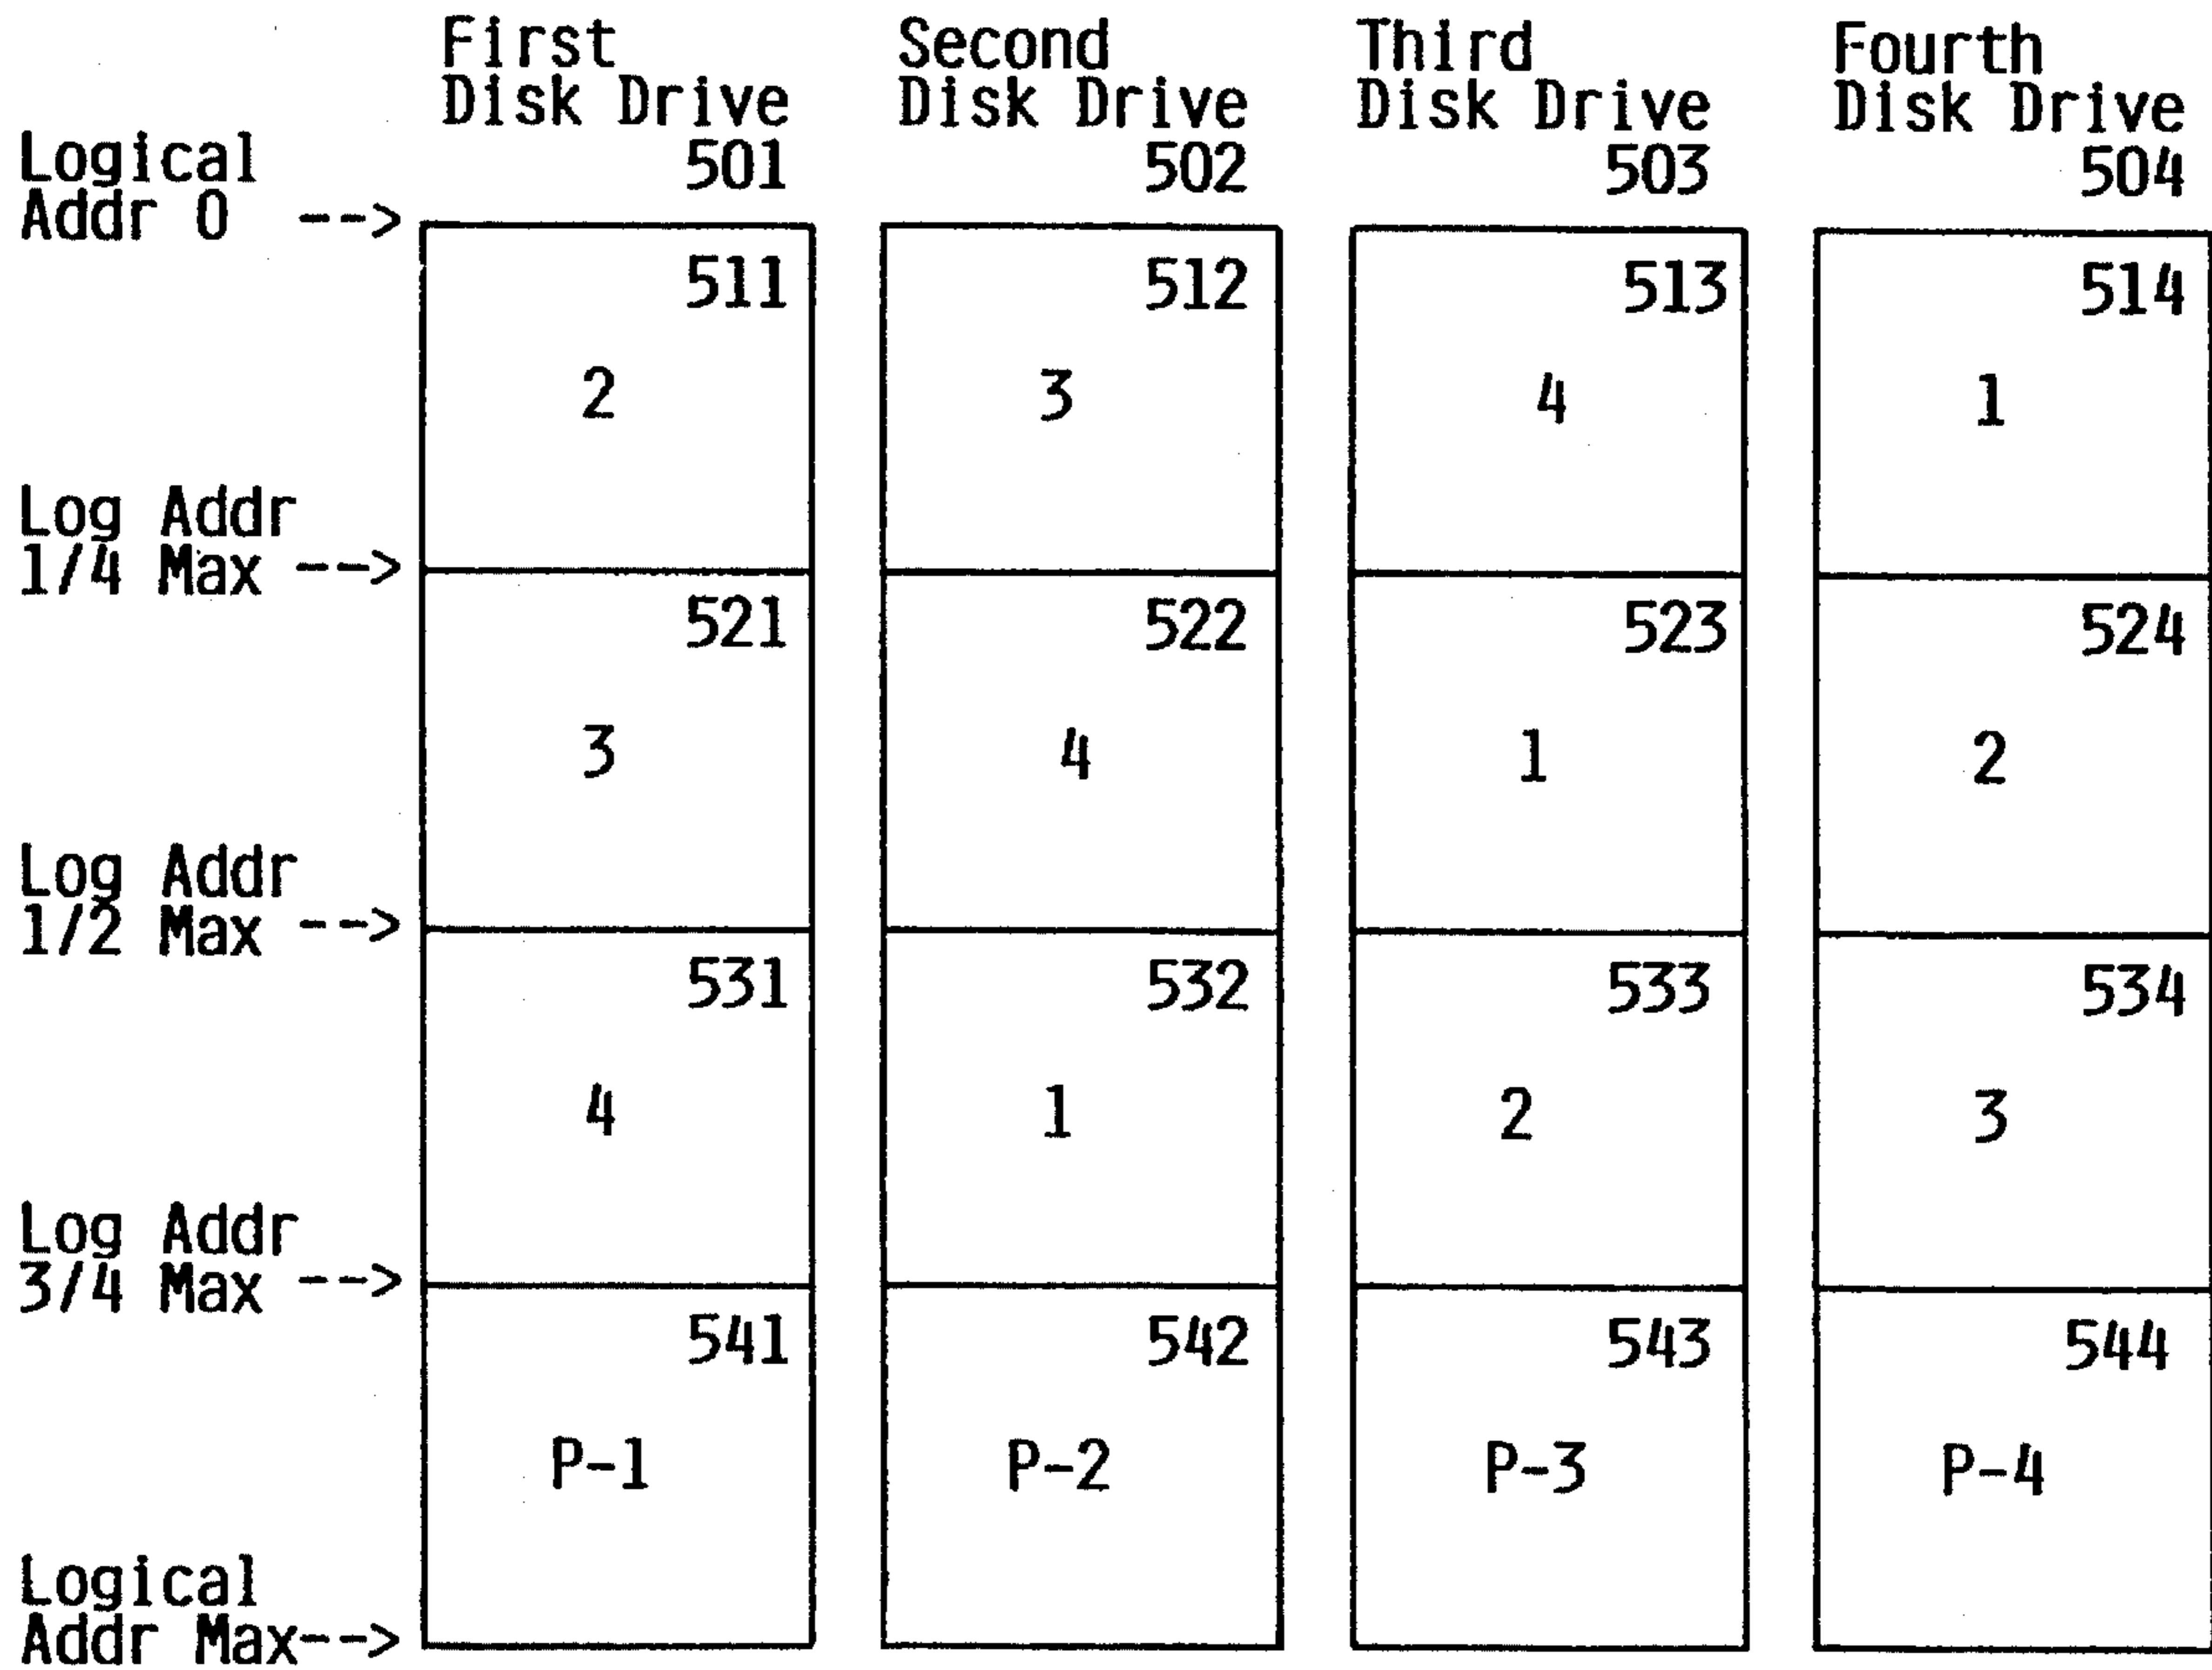 First Second Third Fourth
Disk Drive Disk Drive Disk Drive Disk Drive
Logical 501 502 503 504
Addr 0 -->
511 512 513 514
2 3 4 1
Log Addr
1/4 Max -->
521 522 523 524
3 4 1 2
Log Addr
1/2 Max -->
531 532 533 534
4 1 2 3
Log Addr
3/4 Max -->
541 542 543 544
P-1 P-2 P-3 P-4
Logical
Addr Max-->